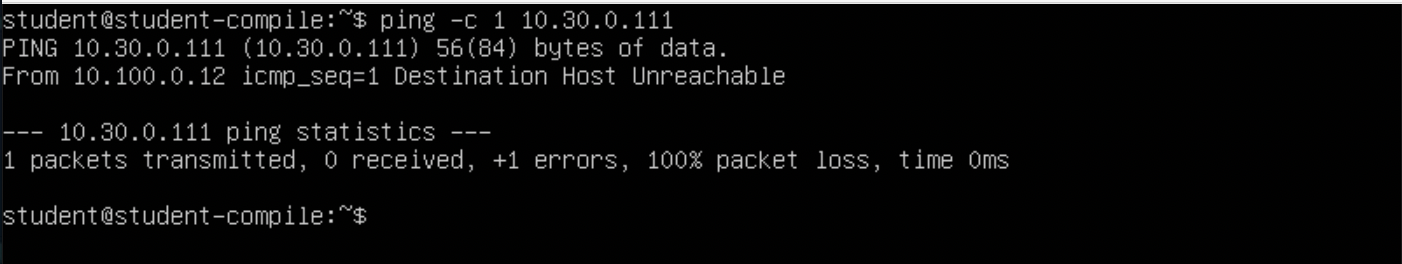 student@student-compile:~$ ping -c 1 10.30.0.111
PING 10.30.0.111 (10.30.0.111) 56(84) bytes of data.
From 10.100.0.12 icmp_seq=1 Destination Host Unreachable
--- 10.30.0.111 ping statistics ---
1 packets transmitted, 0 received, +1 errors, 100% packet loss, time 0ms
student@student-compile:~$